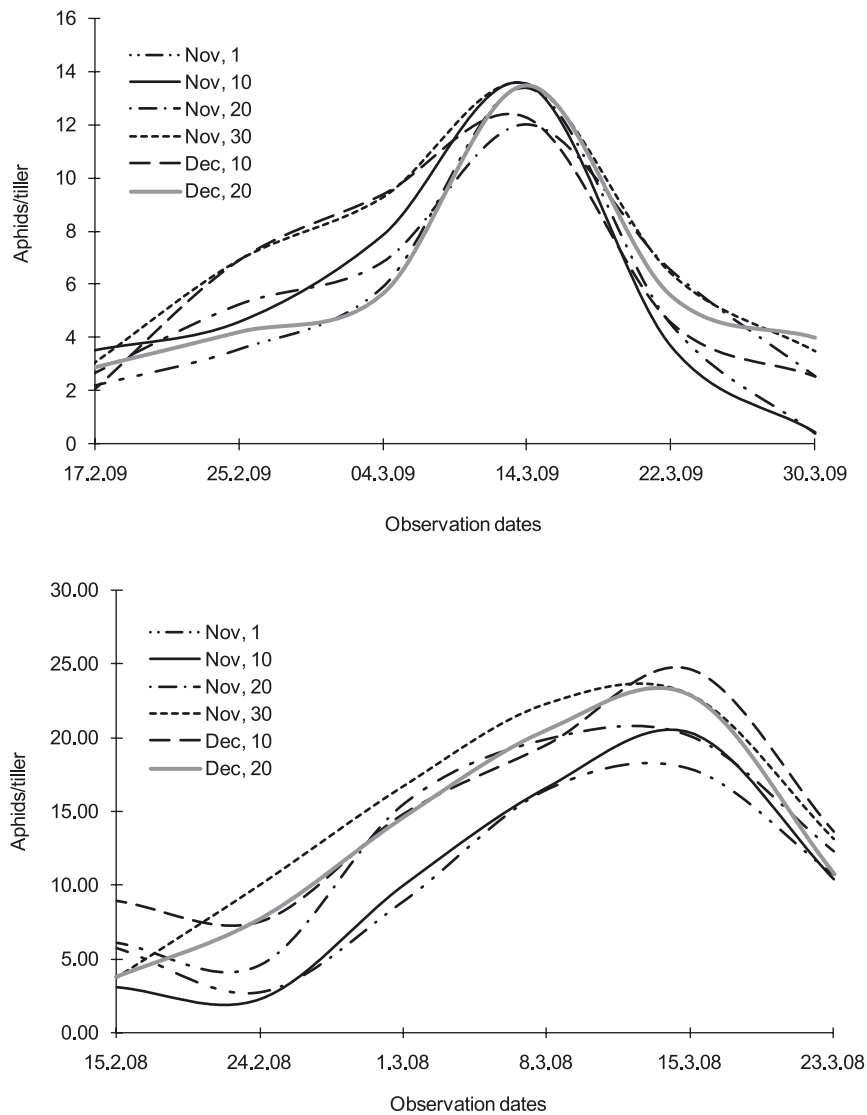 16
14
12
10
8
6
4
2
0
Aphids/tiller
Nov, 1
Nov, 10
Nov, 20
Nov, 30
Dec, 10
Dec, 20
17.2.09 25.2.09 04.3.09 14.3.09 22.3.09 30.3.09
Observation dates
30.00
25.00
20.00
15.00
10.00
5.00
0.00
Aphids/tiller
Nov, 1
Nov, 10
Nov, 20
Nov, 30
Dec, 10
Dec, 20
15.2.08 24.2.08 1.3.08 8.3.08 15.3.08 23.3.08
Observation dates